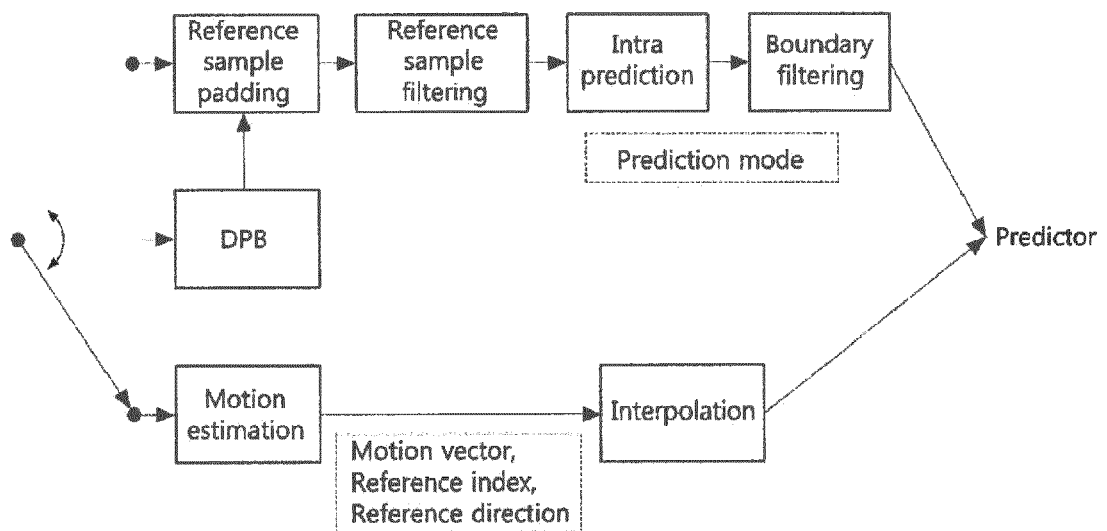 Reference
sample
padding
Reference
sample
filtering
Intra
prediction
Boundary
filtering
Prediction mode
DPB
Predictor
Motion
estimation
Interpolation
Motion vector,
Reference index,
Reference direction